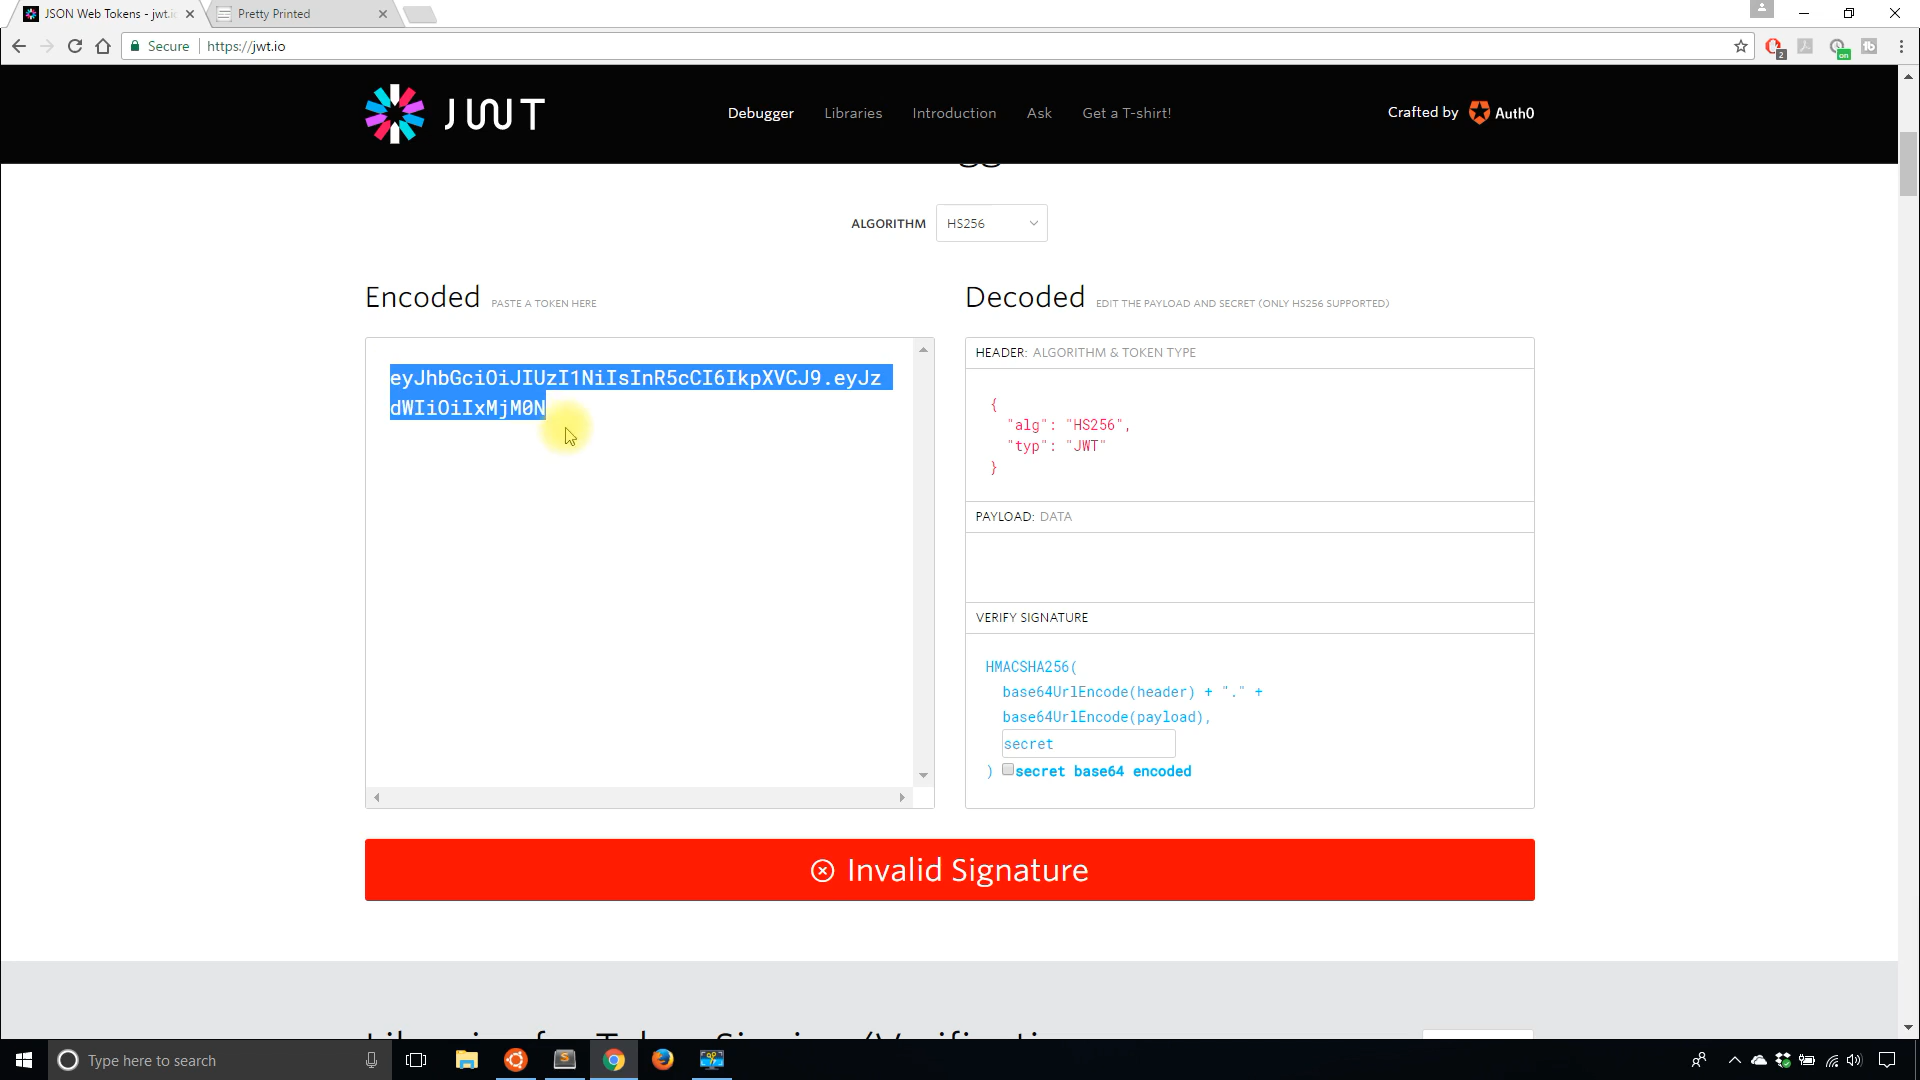 JSON Web Tokens - jwt.i
Pretty Printed
Secure
https://jwt.io
2
on
tb
JWT
Debugger
Libraries
Introduction
Ask
Get a T-shirt!
Crafted by
Auth0
ALGORITHM
HS256
Encoded PASTE A TOKEN HERE
Decoded EDIT THE PAYLOAD AND SECRET (ONLY HS256 SUPPORTED)
eyJhbGciOiJIUzI1NiIsInR5cCI6IkpXVCJ9.eyJz
dWIiOiIxMjM0N
HEADER: ALGORITHM & TOKEN TYPE
{
"alg": "HS256",
"typ": "JWT"
}
PAYLOAD: DATA
VERIFY SIGNATURE
HMACSHA256(
base64UrlEncode(header) + "." +
base64UrlEncode(payload),
secret
) secret base64 encoded
Invalid Signature
Type here to search